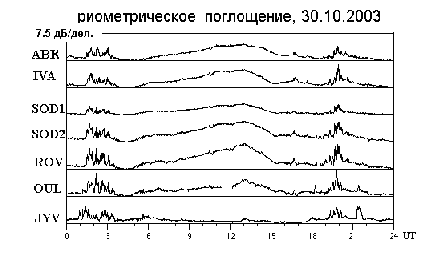 риометрическое поглощение, 30.10.2003
7.5 дБ/дел.
ABK
IVA
SOD1
SOD2
ROV
OUL
JYV
0 3 6 9 12 15 18 21 24
UT